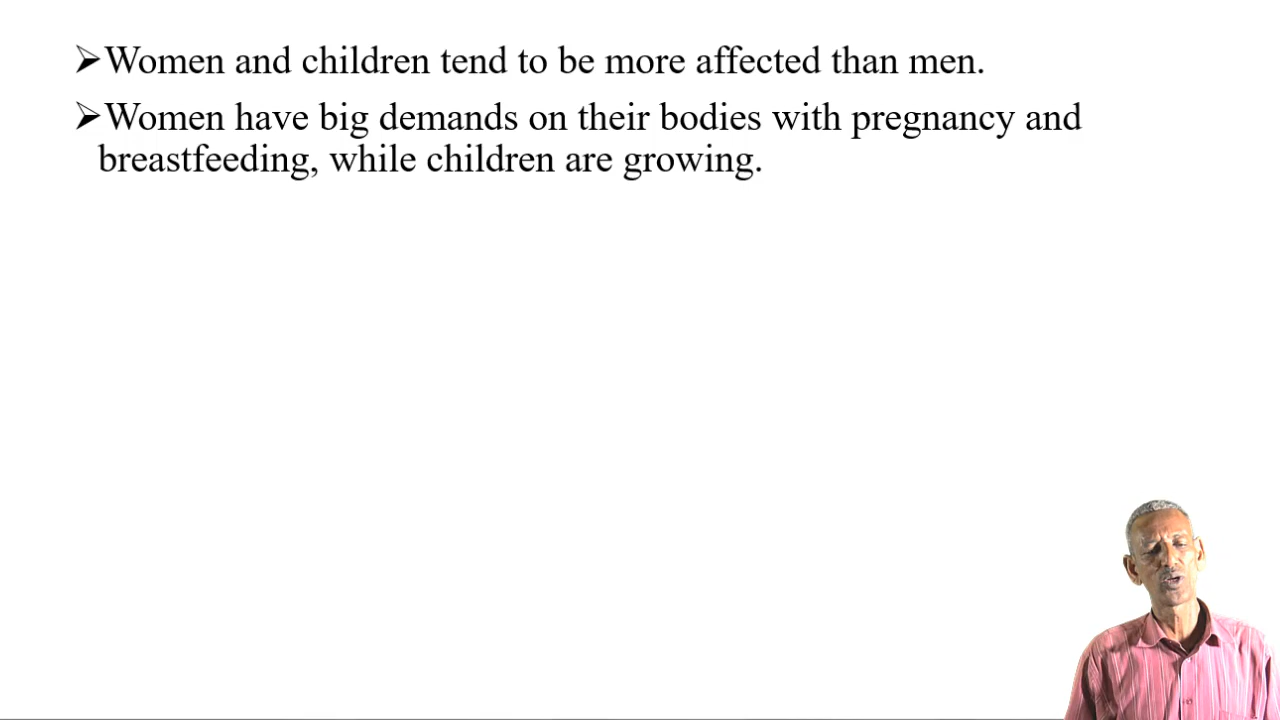 ➢Women and children tend to be more affected than men.
➢Women have big demands on their bodies with pregnancy and
breastfeeding, while children are growing.